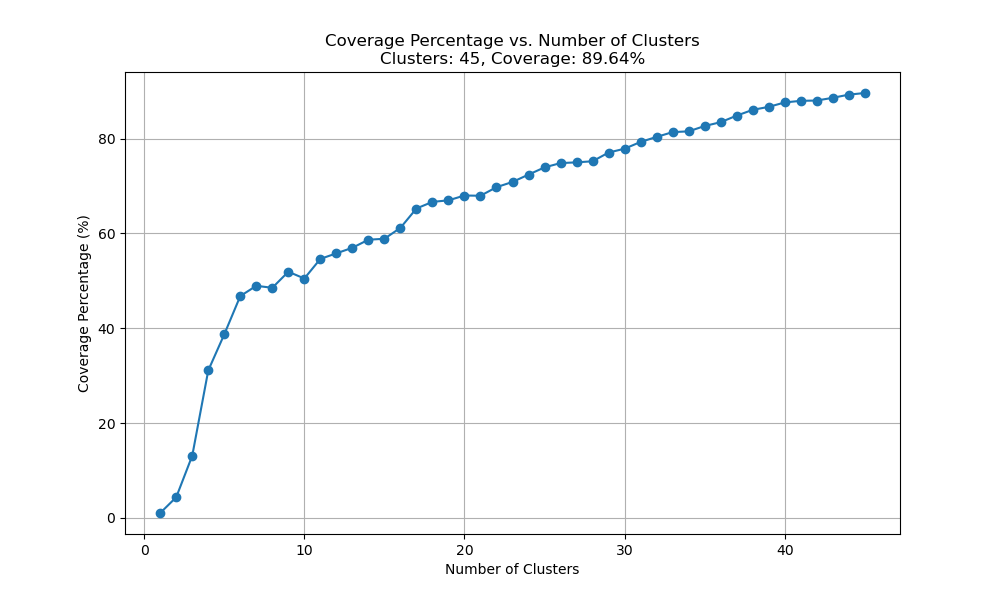 Coverage Percentage vs. Number of Clusters
Clusters: 45, Coverage: 89.64%
Coverage Percentage (%)
80
60
40
20
0
0 10 20 30 40
Number of Clusters